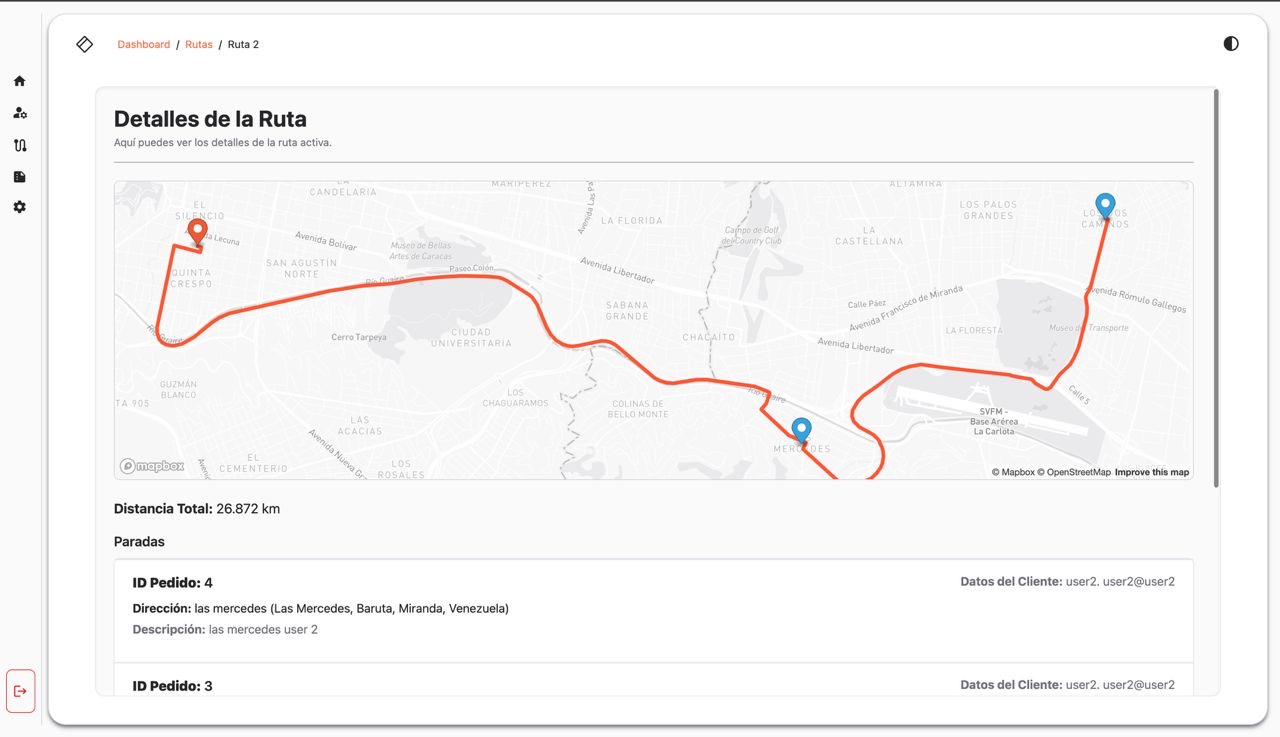 Dashboard / Rutas / Ruta 2
Detalles de la Ruta
Aquí puedes ver los detalles de la ruta activa.
CANDELARIA
MARIPÉREZ
ALTAMIRA
EL
SILENCIO
Lecuna
Avenida Bolívar
Museo de Bellas
Artes de Caracas
Avenida Las
LA FLORIDA
Campo de Golf
del Country Club
LA
CASTELLANA
LOS PALOS
GRANDES
CAMINOS
QUINTA
CRESPO
SAN AGUSTÍN
NORTE
Río Guaire
Paseo Colón
Avenida Libertador
SABANA
GRANDE
Calle Páez
Avenida Francisco de Miranda
Avenida Rómulo Gallegos
Río Guaire
Cerro Tarpeya
CIUDAD
UNIVERSITARIA
CHACAÍTO
Avenida Libertador
LA FLORESTA
Museo de Transporte
GUZMÁN
BLANCO
TA 905
LOS
CHAGUARAMOS
COLINAS DE
BELLO MONTE
Río Guaire
Calle 5
LAS
ACACIAS
SVFM -
Base Aérea
La Carlota
EL
CEMENTERIO
Avenida Nueva
LOS
ROSALES
mapbox
© Mapbox © OpenStreetMap Improve this map
Distancia Total: 26.872 km
Paradas
ID Pedido: 4
Datos del Cliente: user2. user2@user2
Dirección: las mercedes (Las Mercedes, Baruta, Miranda, Venezuela)
Descripción: las mercedes user 2
ID Pedido: 3
Datos del Cliente: user2. user2@user2